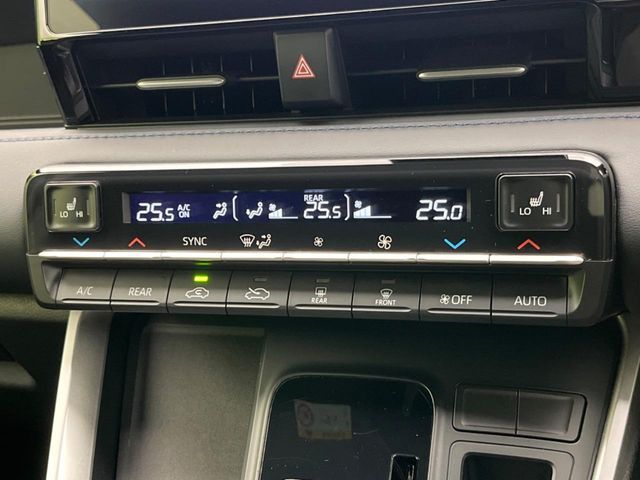 LO HI
25.5 A/C ON
REAR
25.5
25.0
LO HI
SYNC
A/C REAR REAR FRONT OFF AUTO